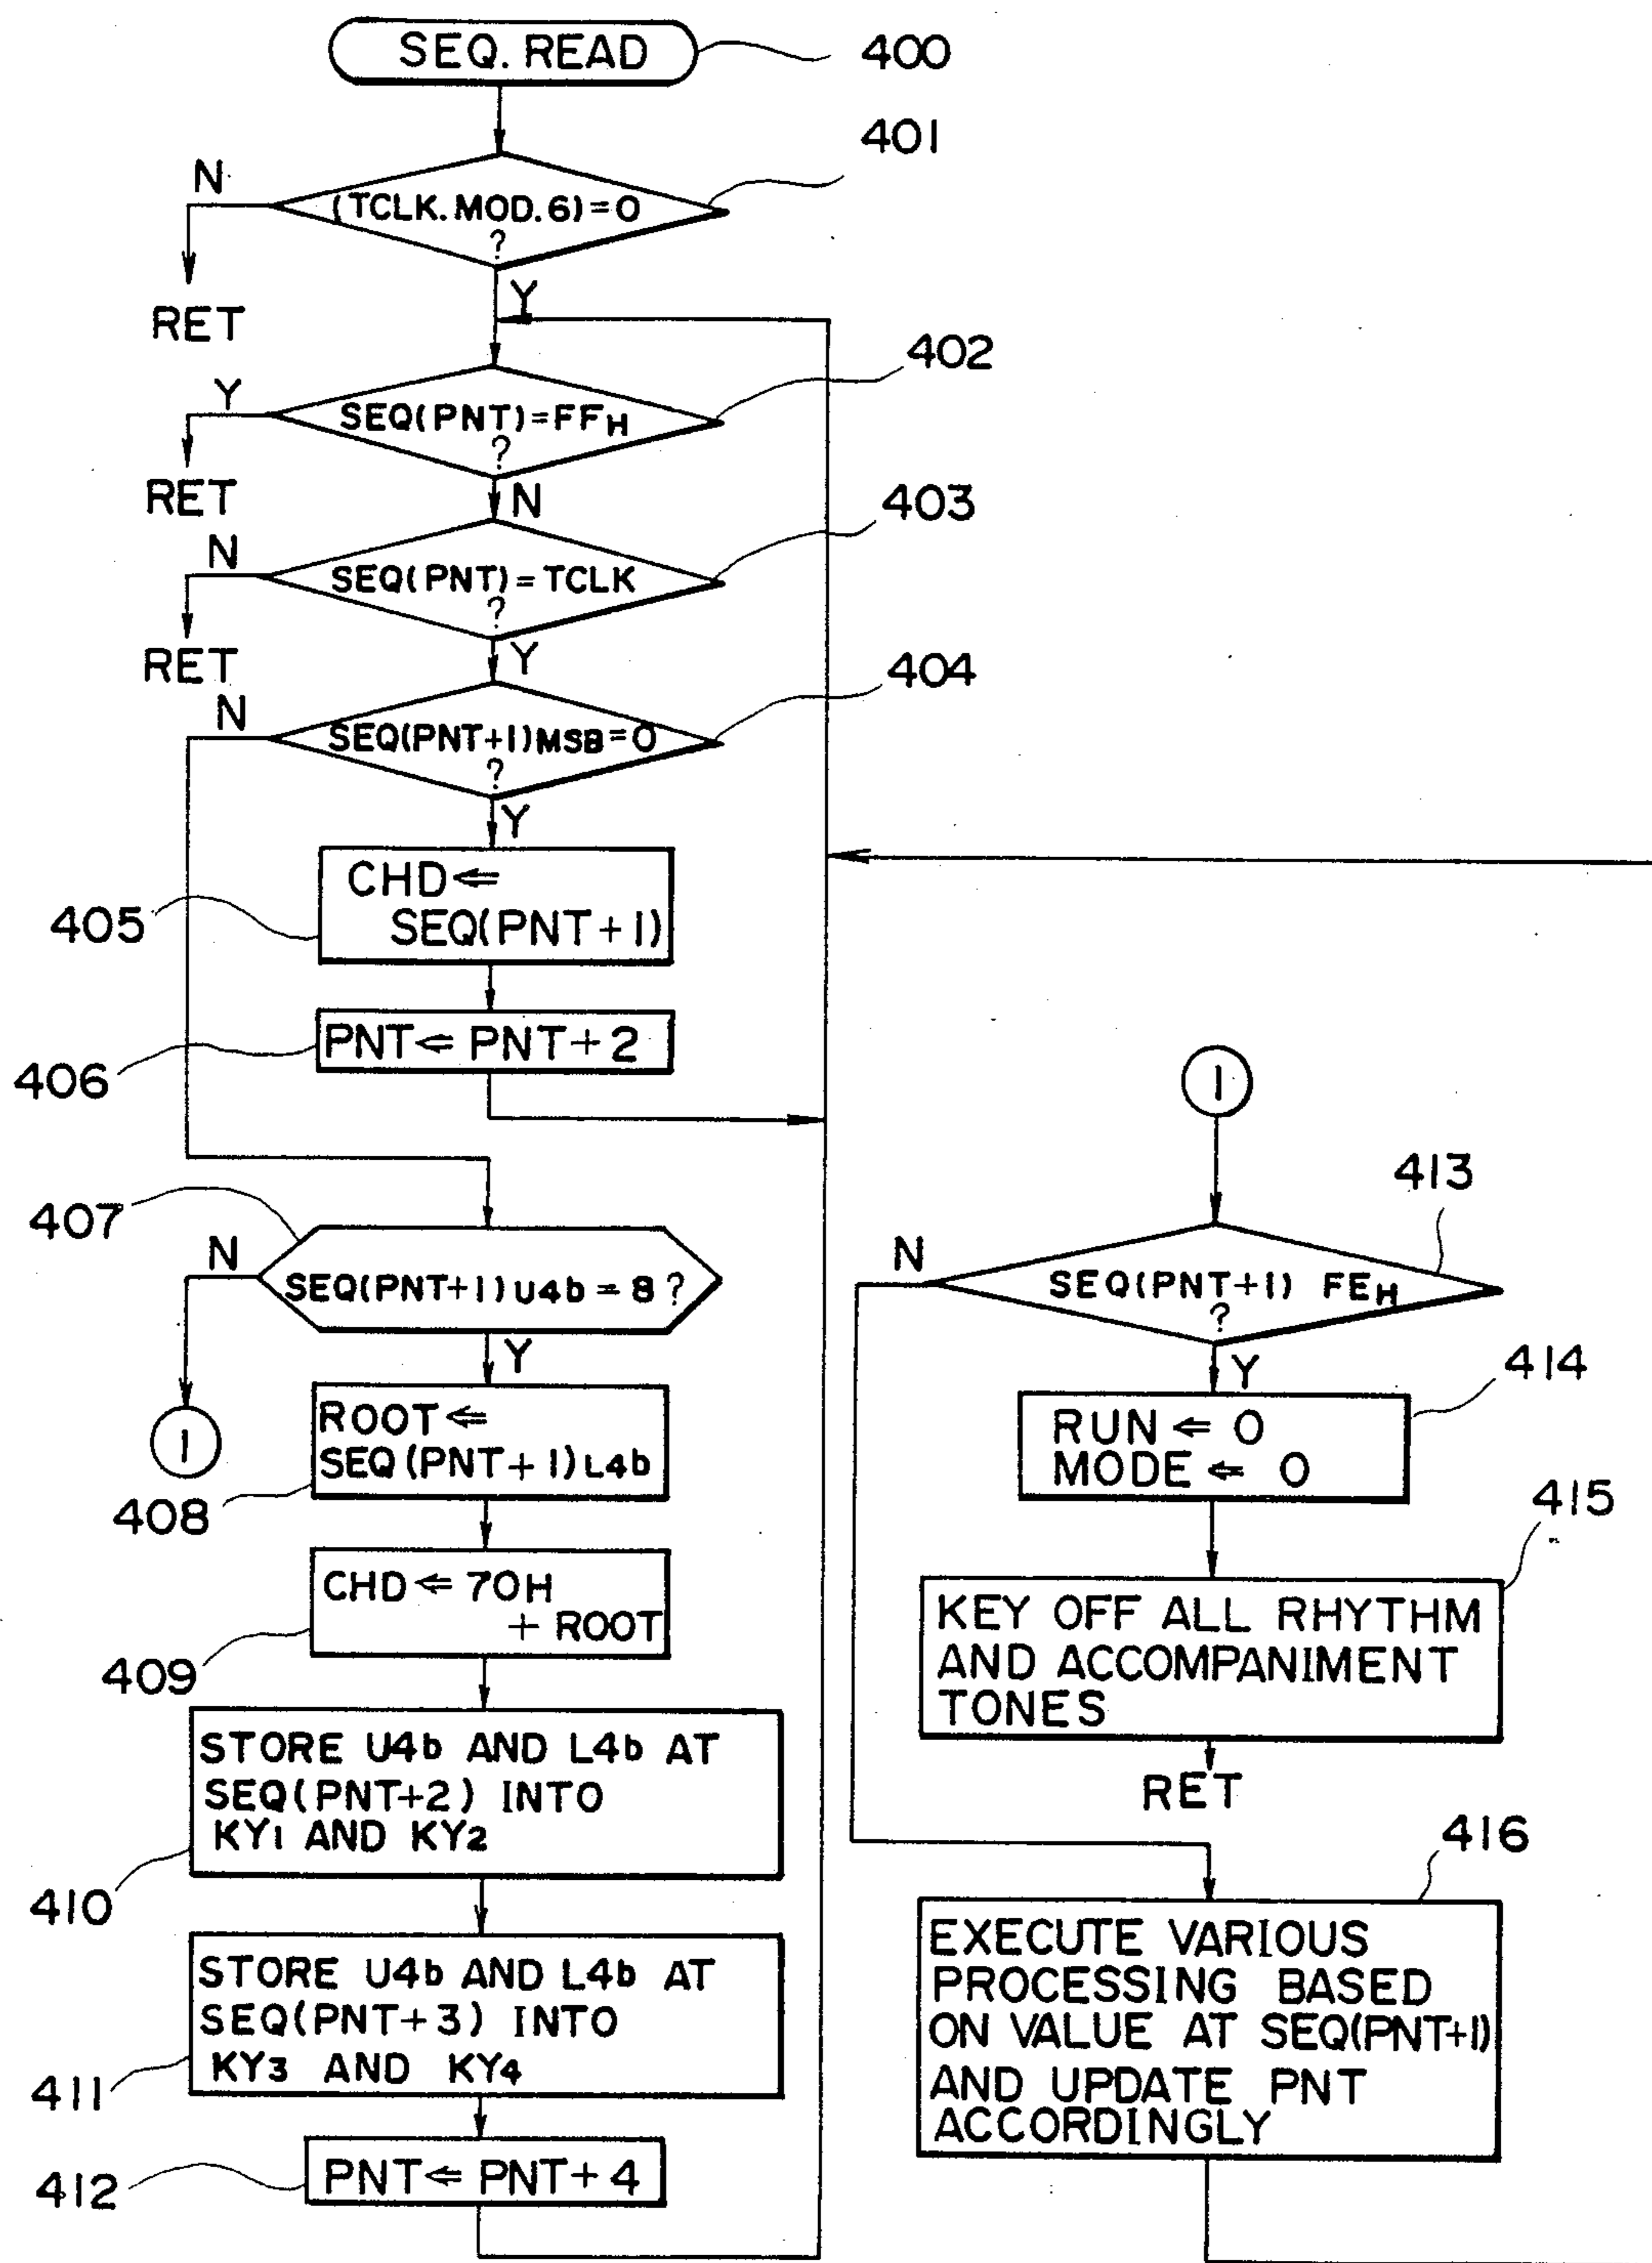 SEQ. READ
400
401
N
(TCLK. MOD. 6) = 0
?
Y
RET
402
Y
SEQ(PNT)=FFH
?
N
RET
403
N
SEQ(PNT)=TCLK
?
Y
RET
404
N
SEQ(PNT+1)MSB=0
?
Y
CHD⇐
SEQ(PNT+1)
405
PNT⇐ PNT+2
406
407
N
SEQ(PNT+1)U4b = 8 ?
Y
1
ROOT⇐
SEQ (PNT+1)L4b
408
CHD⇐70H
+ ROOT
409
STORE U4b AND L4b AT
SEQ(PNT+2) INTO
KY1 AND KY2
410
STORE U4b AND L4b AT
SEQ(PNT+3) INTO
KY3 AND KY4
411
PNT⇐ PNT+4
412
1
413
N
SEQ(PNT+1) FEH
?
Y
414
RUN ⇐ 0
MODE ⇐ 0
415
KEY OFF ALL RHYTHM
AND ACCOMPANIMENT
TONES
RET
416
EXECUTE VARIOUS
PROCESSING BASED
ON VALUE AT SEQ(PNT+1)
AND UPDATE PNT
ACCORDINGLY